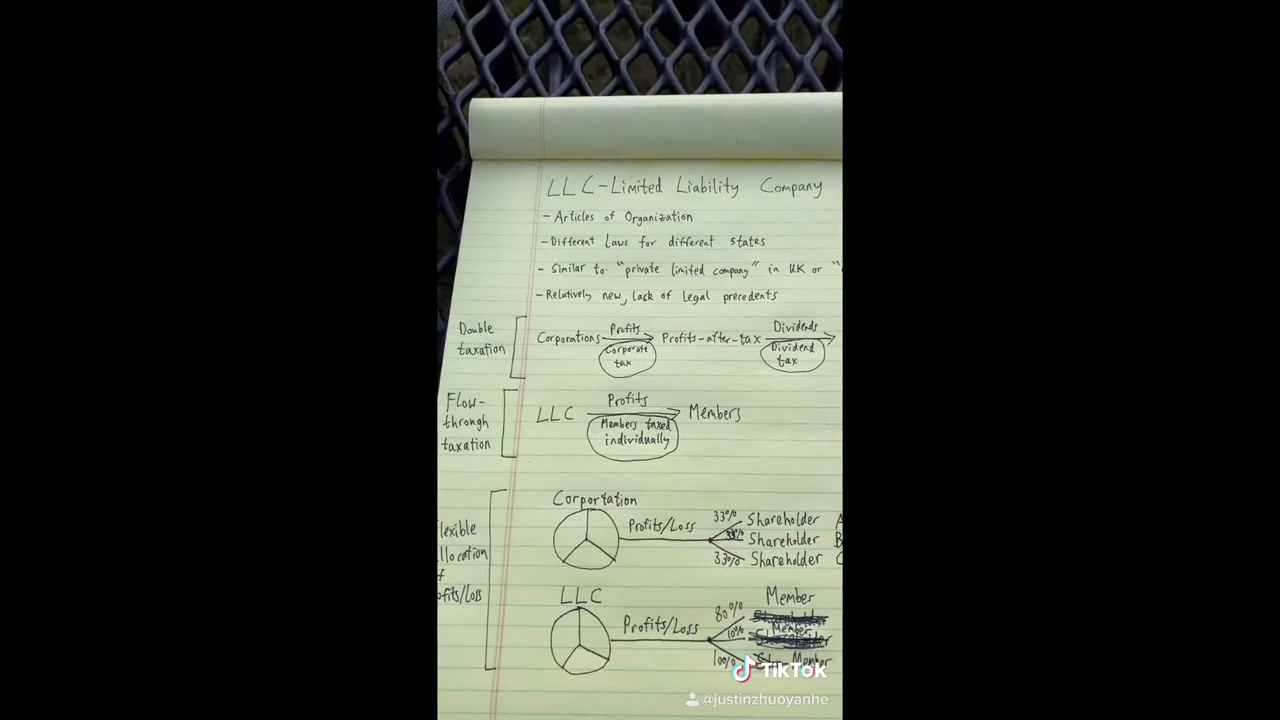 LLC-Limited Liability Company
- Articles of Organization
- Different Laws for different states
- Similar to "private limited company" in UK or "
- Relatively new, lack of legal precedents
Double
taxation
Corporations Profits Profits-after-tax Dividends
Corporate
tax
Dividend
tax
Flow-
through
taxation
LLC Profits Members
Members taxed
individually
lexible
llocation
f
ofits/Loss
Corportation
Profits/Loss
33% Shareholder A
33% Shareholder B
33% Shareholder C
LLC
Profits/Loss
80% Member
10% Member
10% Member
TikTok
@justinzhuoyanhe